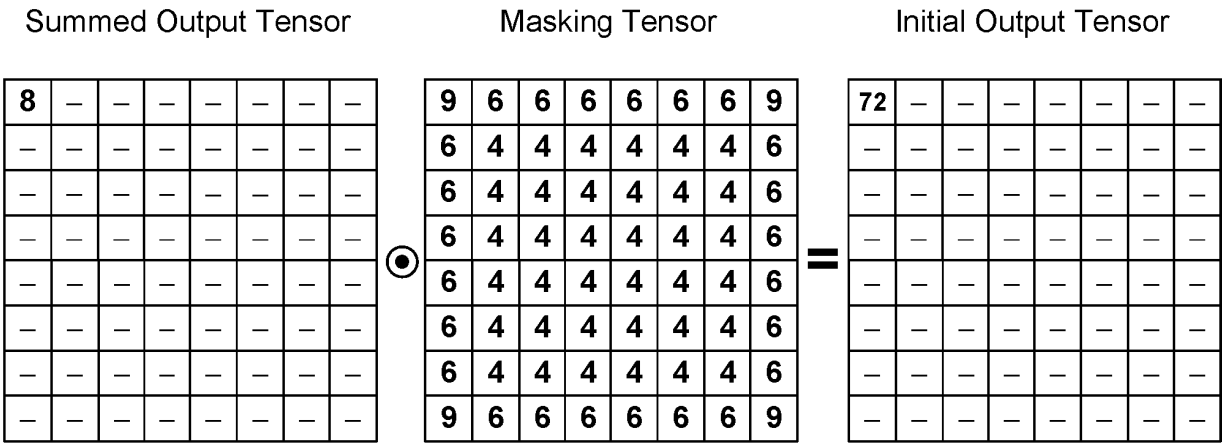 Summed Output Tensor Masking Tensor Initial Output Tensor
8 – – – – – – – 9 6 6 6 6 6 6 9 72 – – – – – – –
– – – – – – – – 6 4 4 4 4 4 4 6 – – – – – – – –
– – – – – – – – 6 4 4 4 4 4 4 6 – – – – – – – –
– – – – – – – – 6 4 4 4 4 4 4 6 – – – – – – – –
⊙ =
– – – – – – – – 6 4 4 4 4 4 4 6 – – – – – – – –
– – – – – – – – 6 4 4 4 4 4 4 6 – – – – – – – –
– – – – – – – – 6 4 4 4 4 4 4 6 – – – – – – – –
– – – – – – – – 9 6 6 6 6 6 6 9 – – – – – – – –